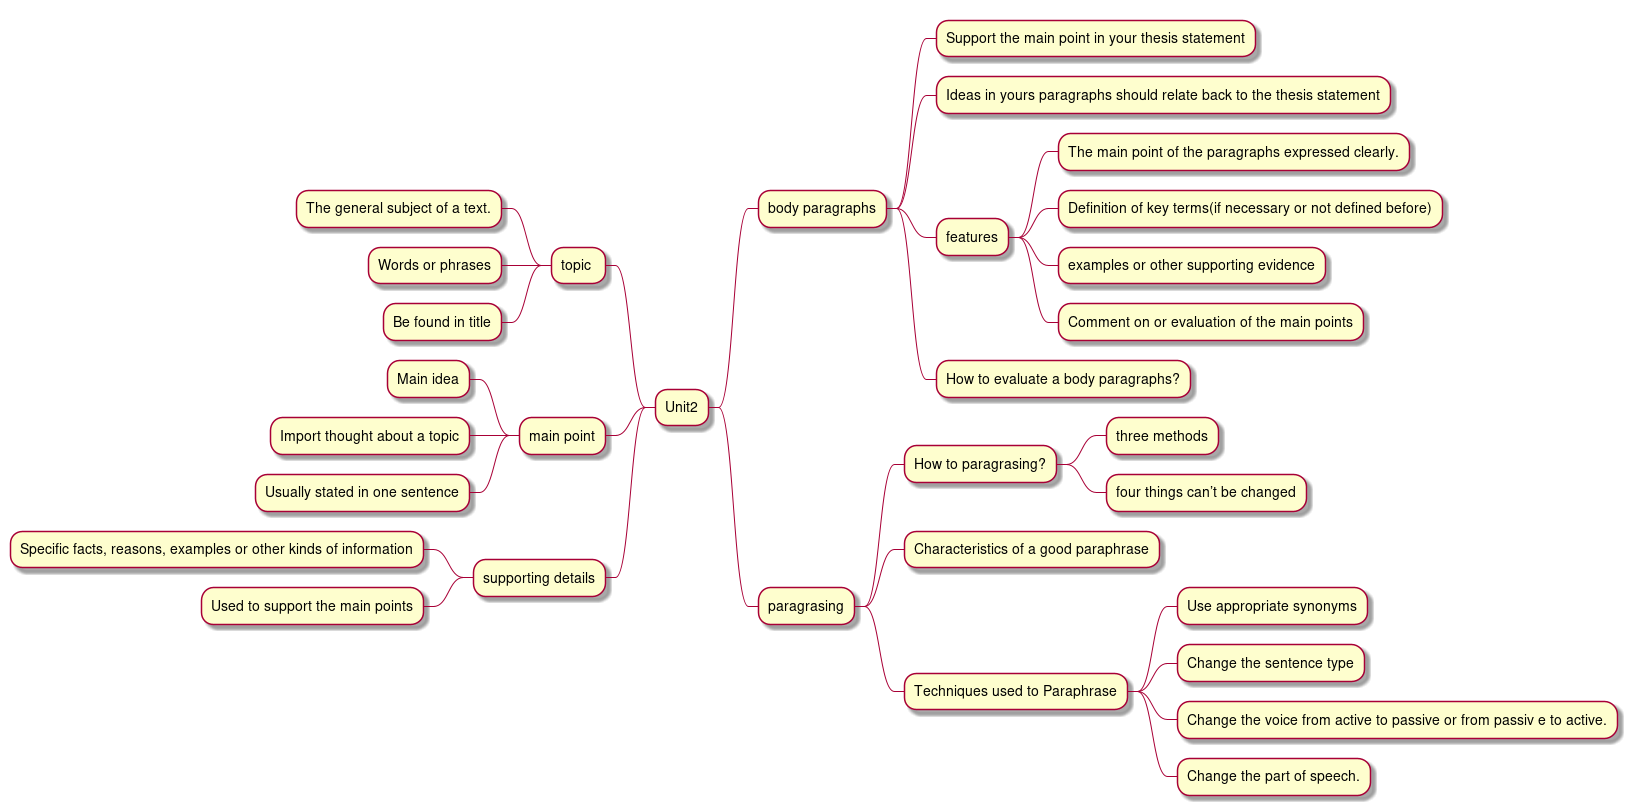 Unit2
body paragraphs
Support the main point in your thesis statement
Ideas in yours paragraphs should relate back to the thesis statement
features
The main point of the paragraphs expressed clearly.
Definition of key terms(if necessary or not defined before)
examples or other supporting evidence
Comment on or evaluation of the main points
How to evaluate a body paragraphs?
paragrasing
How to paragrasing?
three methods
four things can't be changed
Characteristics of a good paraphrase
Techniques used to Paraphrase
Use appropriate synonyms
Change the sentence type
Change the voice from active to passive or from passiv e to active.
Change the part of speech.
topic
The general subject of a text.
Words or phrases
Be found in title
main point
Main idea
Import thought about a topic
Usually stated in one sentence
supporting details
Specific facts, reasons, examples or other kinds of information
Used to support the main points